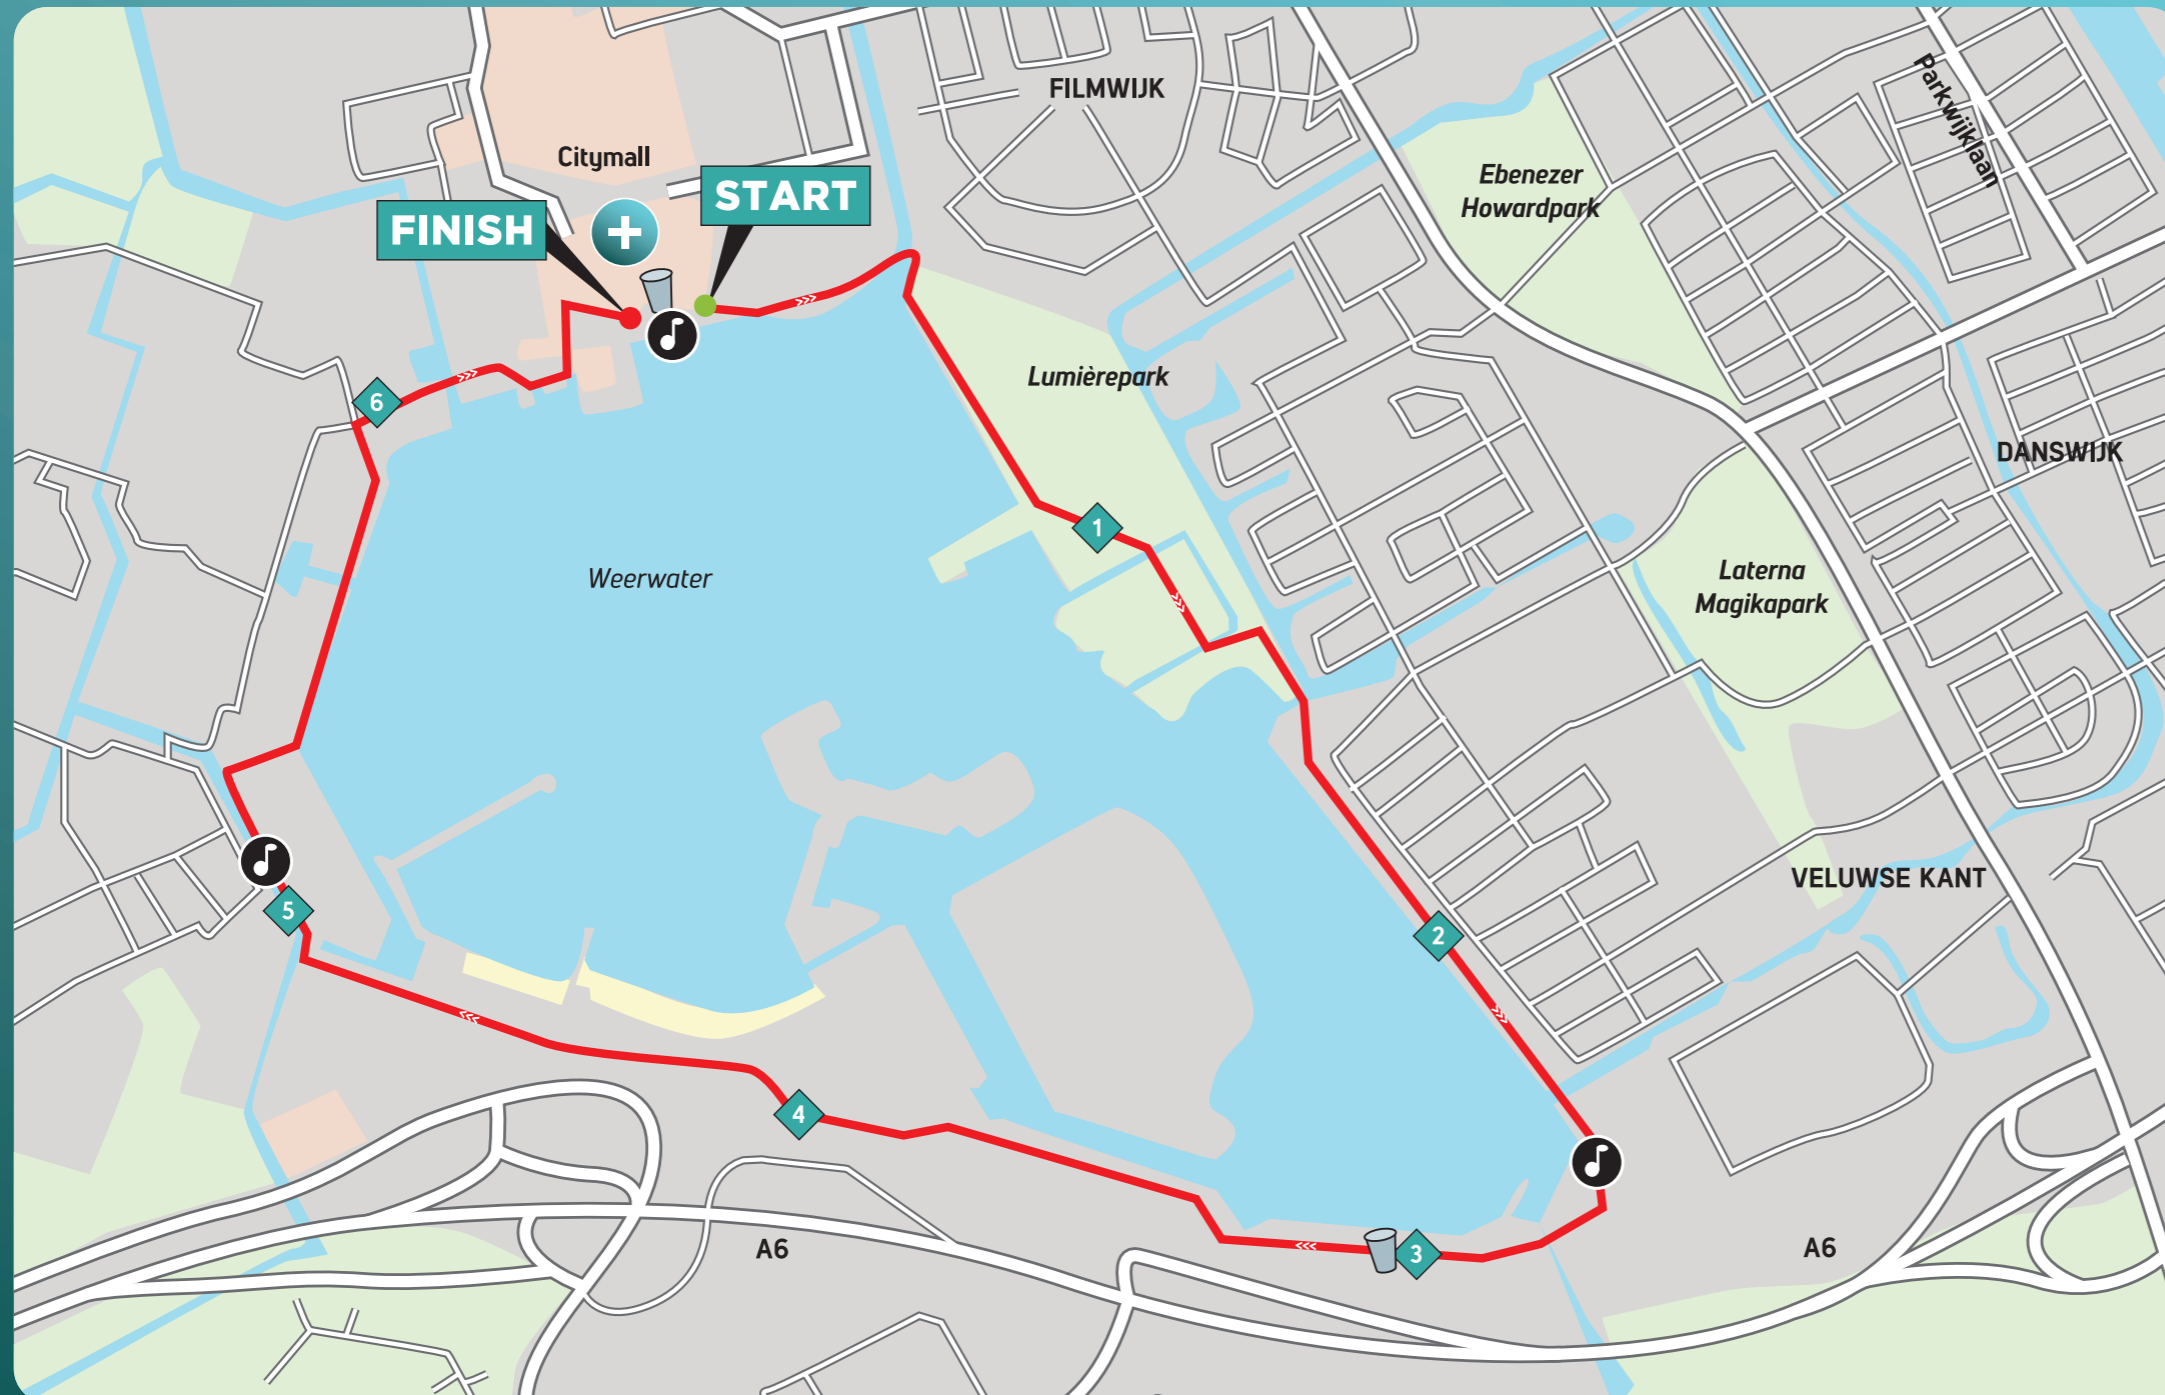 FILMWIJK
Parkwijklaan
Citymall
START
FINISH
Ebenezer
Howardpark
Lumièrepark
6
DANSWIJK
1
Weerwater
Laterna
Magikapark
VELUWSE KANT
5
2
4
3
A6
A6